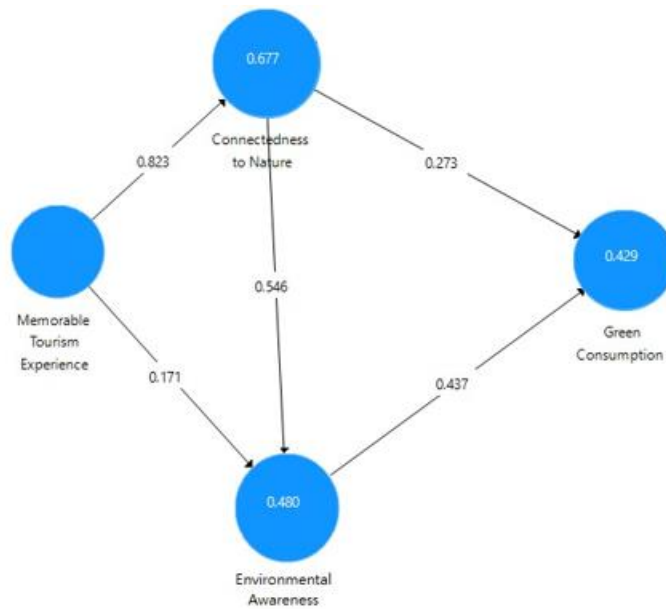 0.677
Connectedness
to Nature
0.823
0.273
0.429
Memorable
Tourism
Experience
0.546
Green
Consumption
0.171
0.437
0.480
Environmental
Awareness